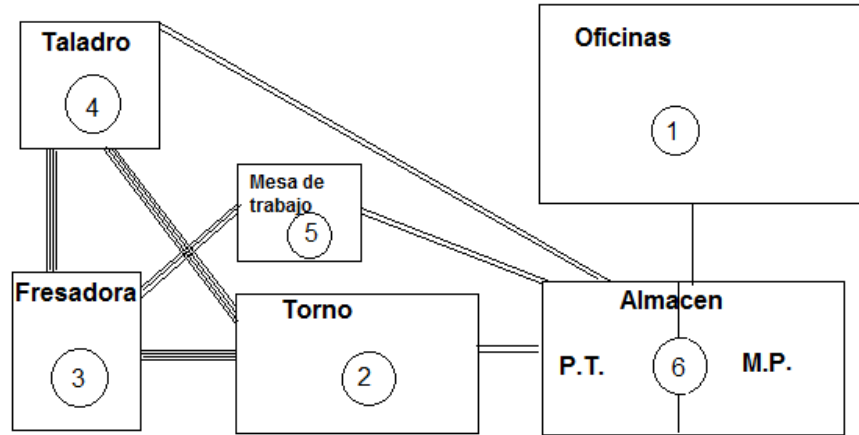 Taladro
4
Oficinas
1
Mesa de
trabajo
5
Fresadora
3
Torno
2
Almacen
P.T.
6
M.P.